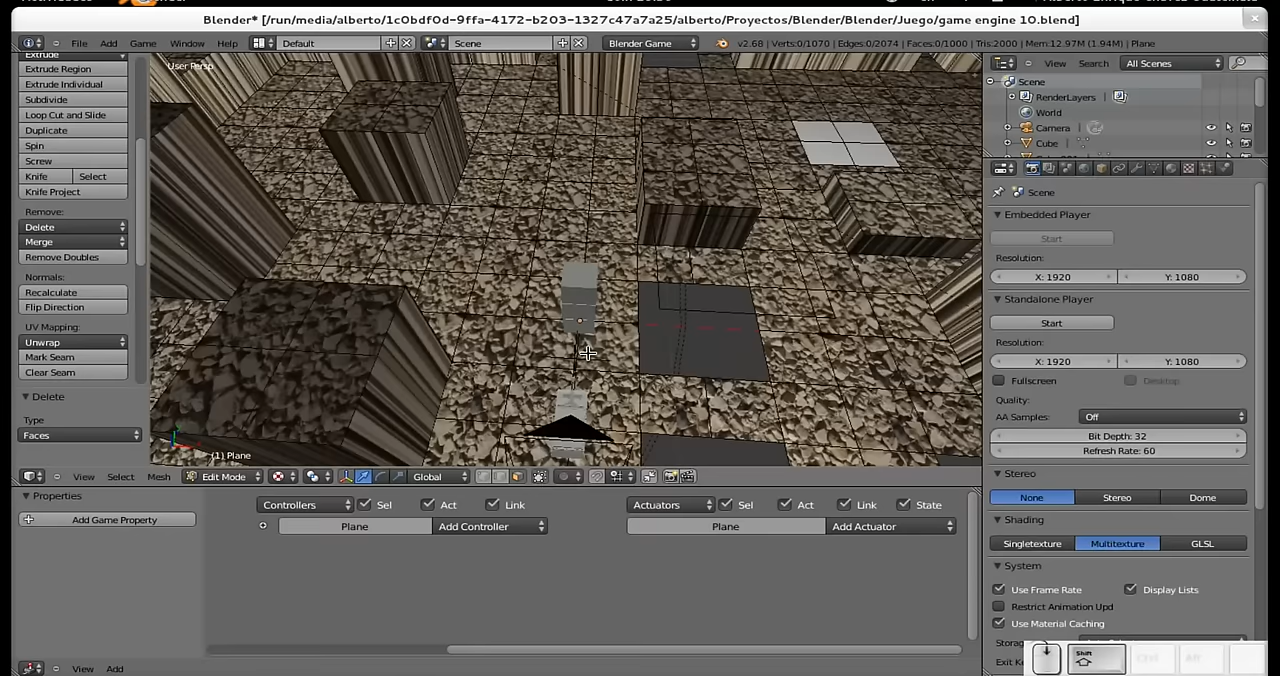 Blender* [/run/media/alberto/1c0bdf0d-9ffa-4172-b203-1327c47a7a25/alberto/Proyectos/Blender/Blender/Juego/game engine 10.blend]
File Add Game Window Help Default Scene Blender Game v2.68 | Verts:0/1070 | Edges:0/2074 | Faces:0/1000 | Tris:2000 | Mem:12.97M (1.94M) | Plane
Extrude
Extrude Region
Extrude Individual
Subdivide
Loop Cut and Slide
Duplicate
Spin
Screw
Knife Select
Knife Project
Remove:
Delete
Merge
Remove Doubles
Normals:
Recalculate
Flip Direction
UV Mapping:
Unwrap
Mark Seam
Clear Seam
Delete
Type
Faces
User Persp
(1) Plane
View Select Mesh Edit Mode Global
Properties
Add Game Property
Controllers Sel Act Link
Plane Add Controller
Actuators Sel Act Link State
Plane Add Actuator
View Add
View Search All Scenes
Scene
RenderLayers
World
Camera
Cube
Scene
Embedded Player
Start
Resolution:
X: 1920 Y: 1080
Standalone Player
Start
Resolution:
X: 1920 Y: 1080
Fullscreen Desktop
Quality:
AA Samples: Off
Bit Depth: 32
Refresh Rate: 60
Stereo
None Stereo Dome
Shading
Singletexture Multitexture GLSL
System
Use Frame Rate Display Lists
Restrict Animation Upd
Use Material Caching
Storag
Exit Ke
Shift
Ctrl
Alt